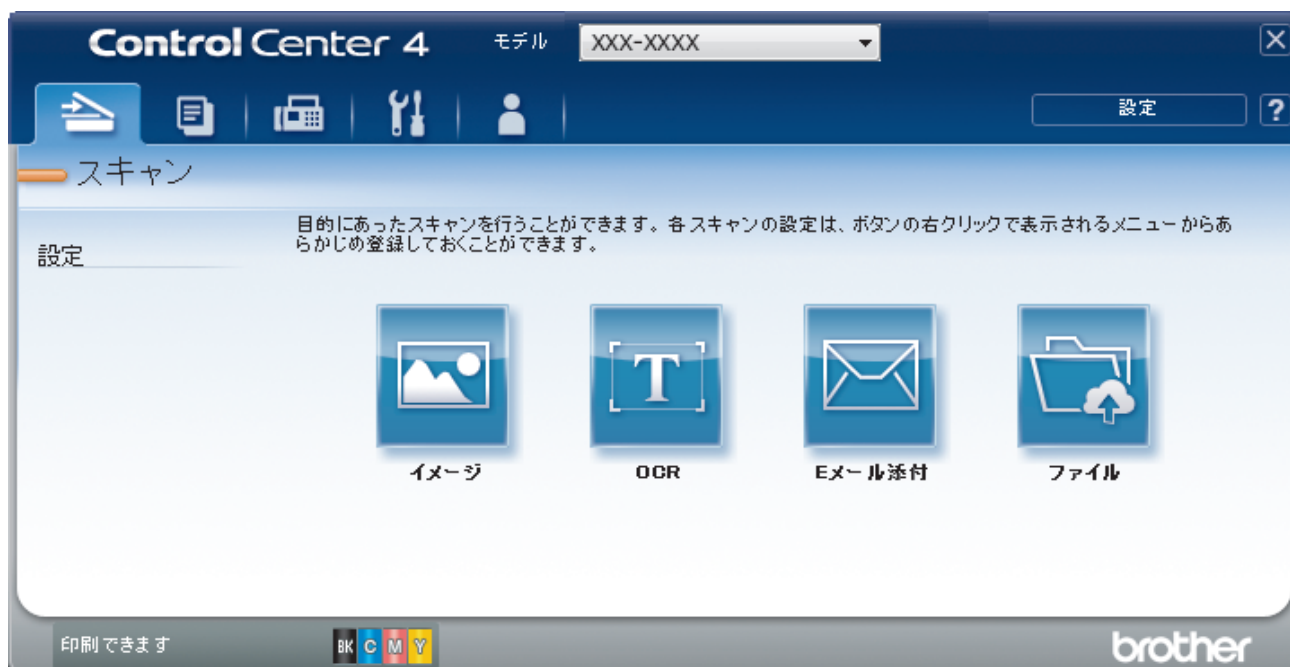 Control Center 4
モデル
XXX-XXXX
設定
?
スキャン
設定
目的にあったスキャンを行うことができます。各スキャンの設定は、ボタンの右クリックで表示されるメニューからあ
らかじめ登録しておくことができます。
T
イメージ
OCR
Eメール添付
ファイル
印刷できます
BK C M Y
brother